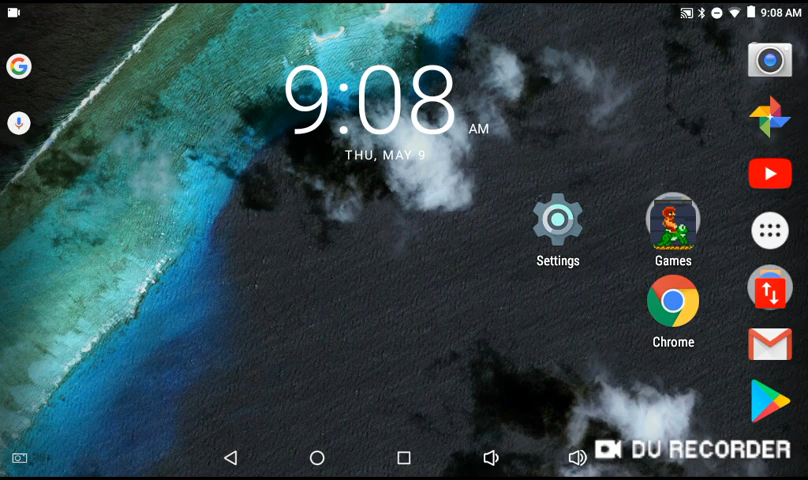 9:08 AM
9:08 AM
THU, MAY 9
Settings
Games
Chrome
DU RECORDER